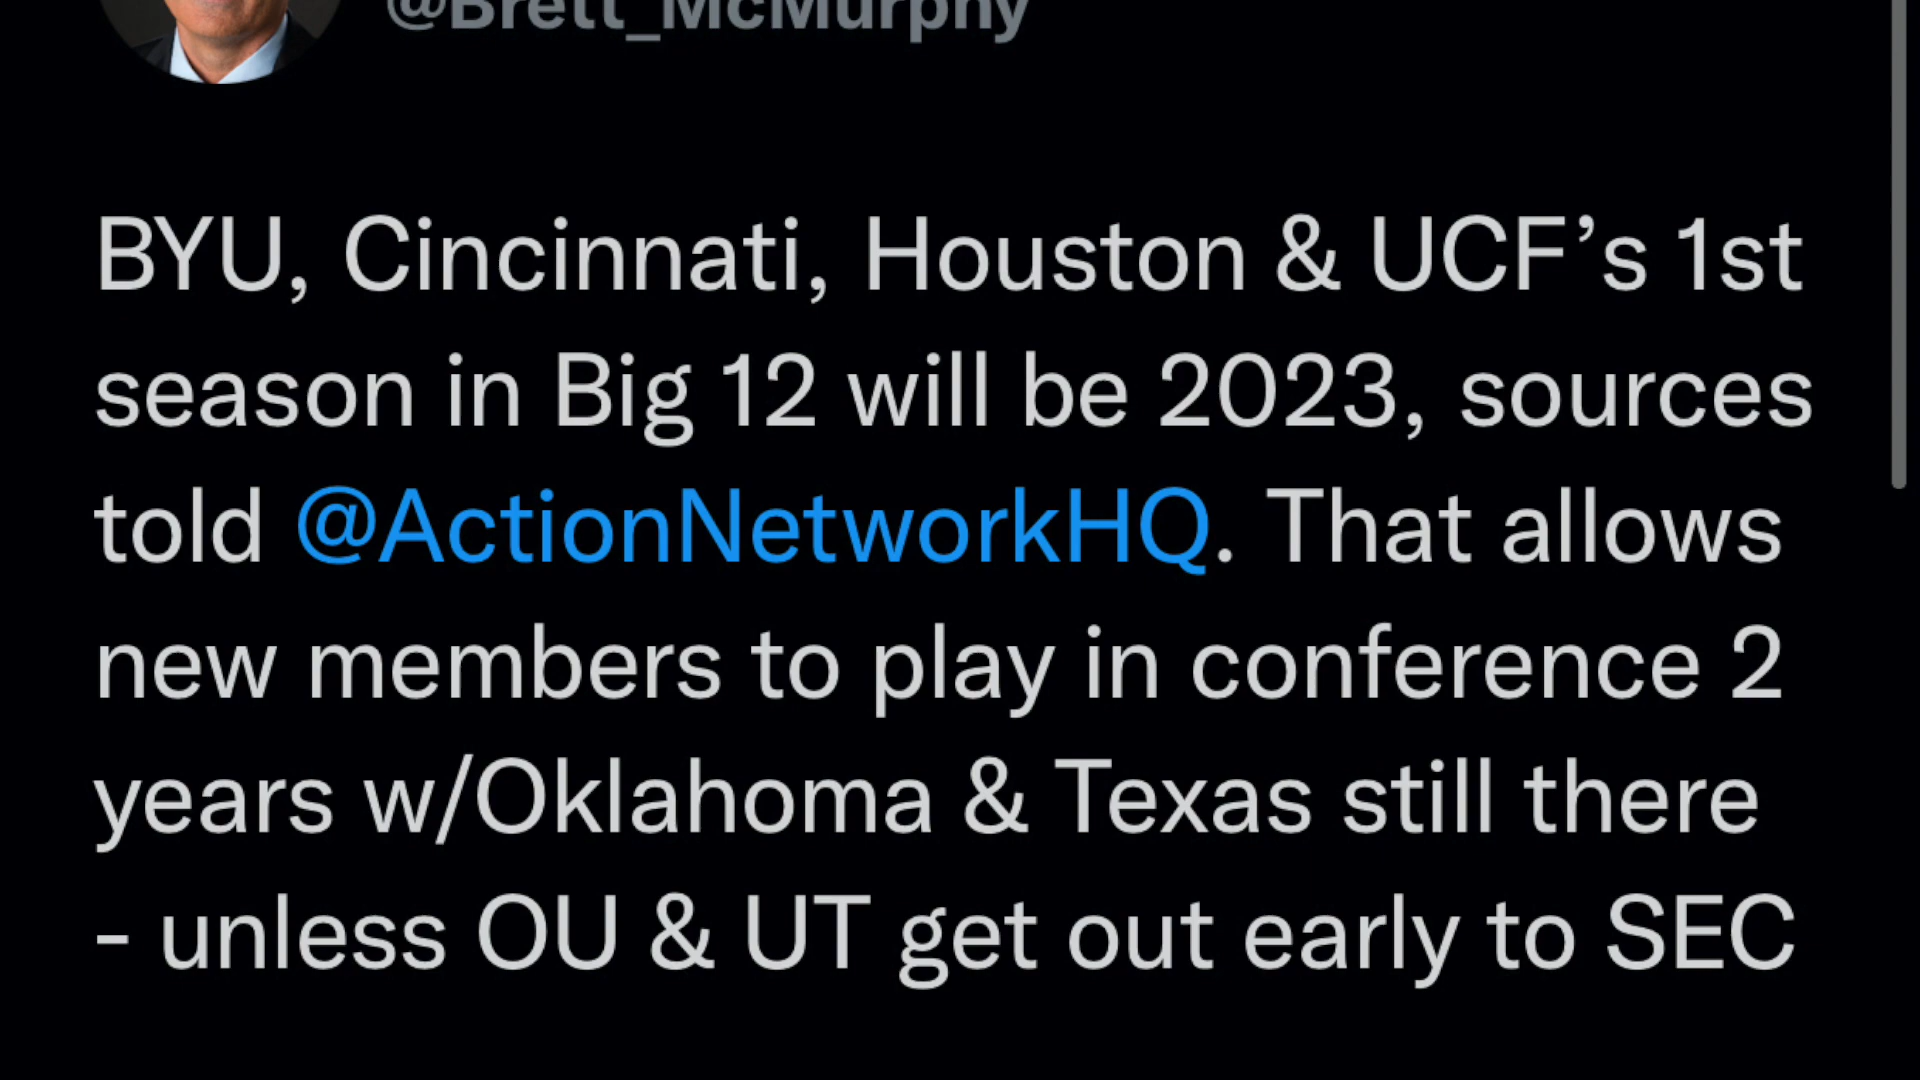 @Brett_McMurphy
BYU, Cincinnati, Houston & UCF’s 1st
season in Big 12 will be 2023, sources
told @ActionNetworkHQ. That allows
new members to play in conference 2
years w/Oklahoma & Texas still there
- unless OU & UT get out early to SEC